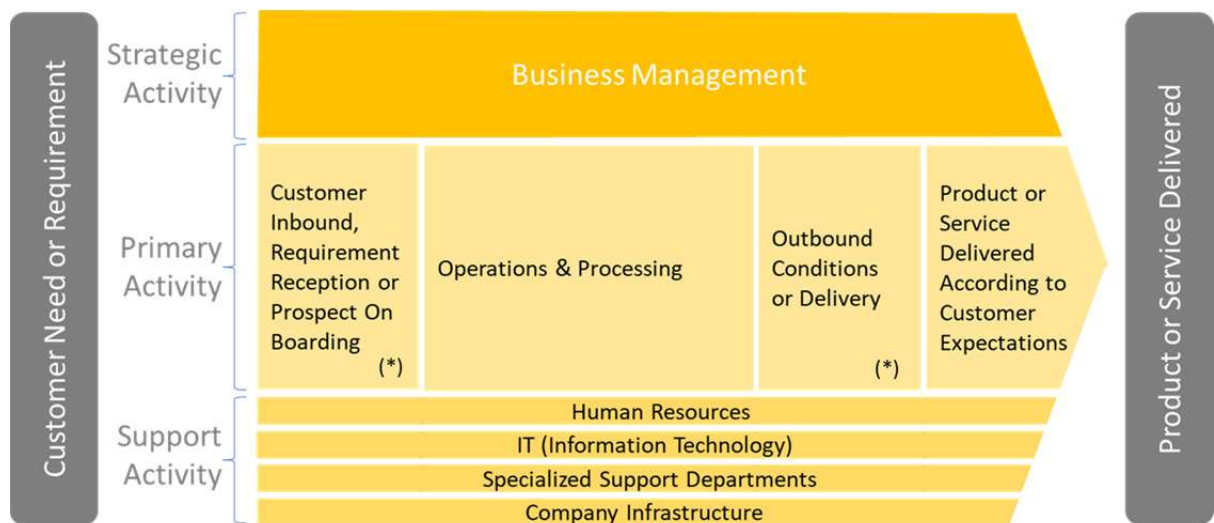 Customer Need or Requirement
Strategic
Activity
Business Management
Primary
Activity
Customer
Inbound,
Requirement
Reception or
Prospect On
Boarding
(*)
Operations & Processing
Outbound
Conditions
or Delivery
(*)
Product or
Service
Delivered
According to
Customer
Expectations
Support
Activity
Human Resources
IT (Information Technology)
Specialized Support Departments
Company Infrastructure
Product or Service Delivered